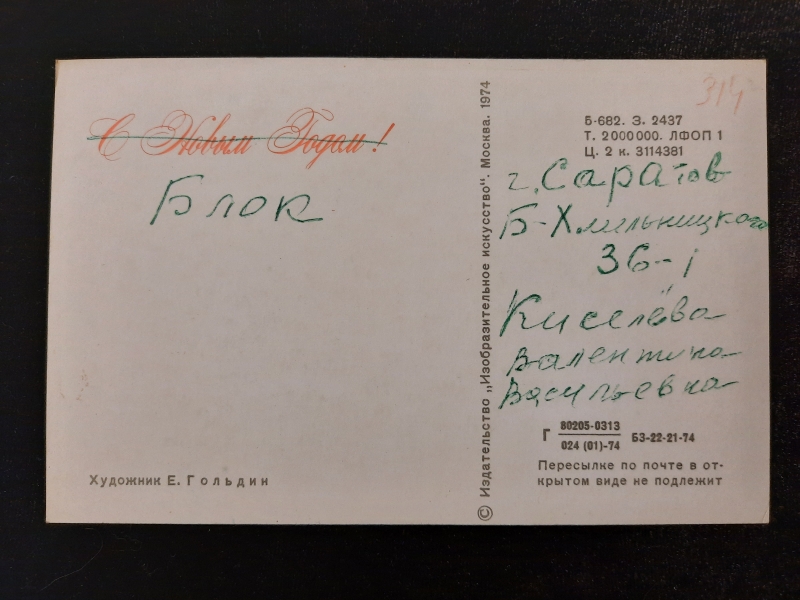 С Новым Годом!
Блок
Художник Е. Гольдин
© Издательство „Изобразительное искусство“. Москва. 1974
314
Б-682. З. 2437
Т. 2000000. ЛФОП 1
Ц. 2 к. 3114381
г. Саратов
Б-Хмильницкого
36-1
Киселёва
Валентина
Васильевна
Г 80205-0313
024 (01)-74 БЗ-22-21-74
Пересылке по почте в от-
крытом виде не подлежит